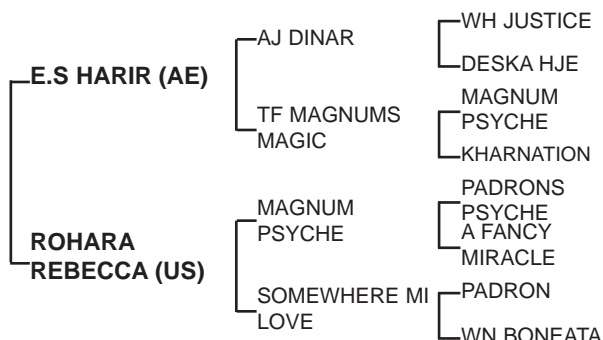 E.S HARIR (AE)
ROHARA
REBECCA (US)
AJ DINAR
TF MAGNUMS
MAGIC
MAGNUM
PSYCHE
SOMEWHERE MI
LOVE
WH JUSTICE
DESKA HJE
MAGNUM
PSYCHE
KHARNATION
PADRONS
PSYCHE
A FANCY
MIRACLE
PADRON
WN BONFATA